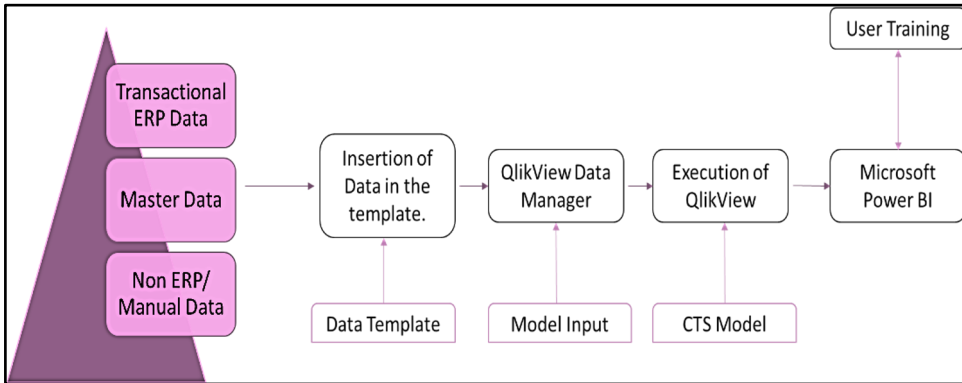 User Training
Transactional
ERP Data
Master Data
Non ERP/
Manual Data
Insertion of
Data in the
template.
QlikView Data
Manager
Execution of
QlikView
Microsoft
Power BI
Data Template
Model Input
CTS Model